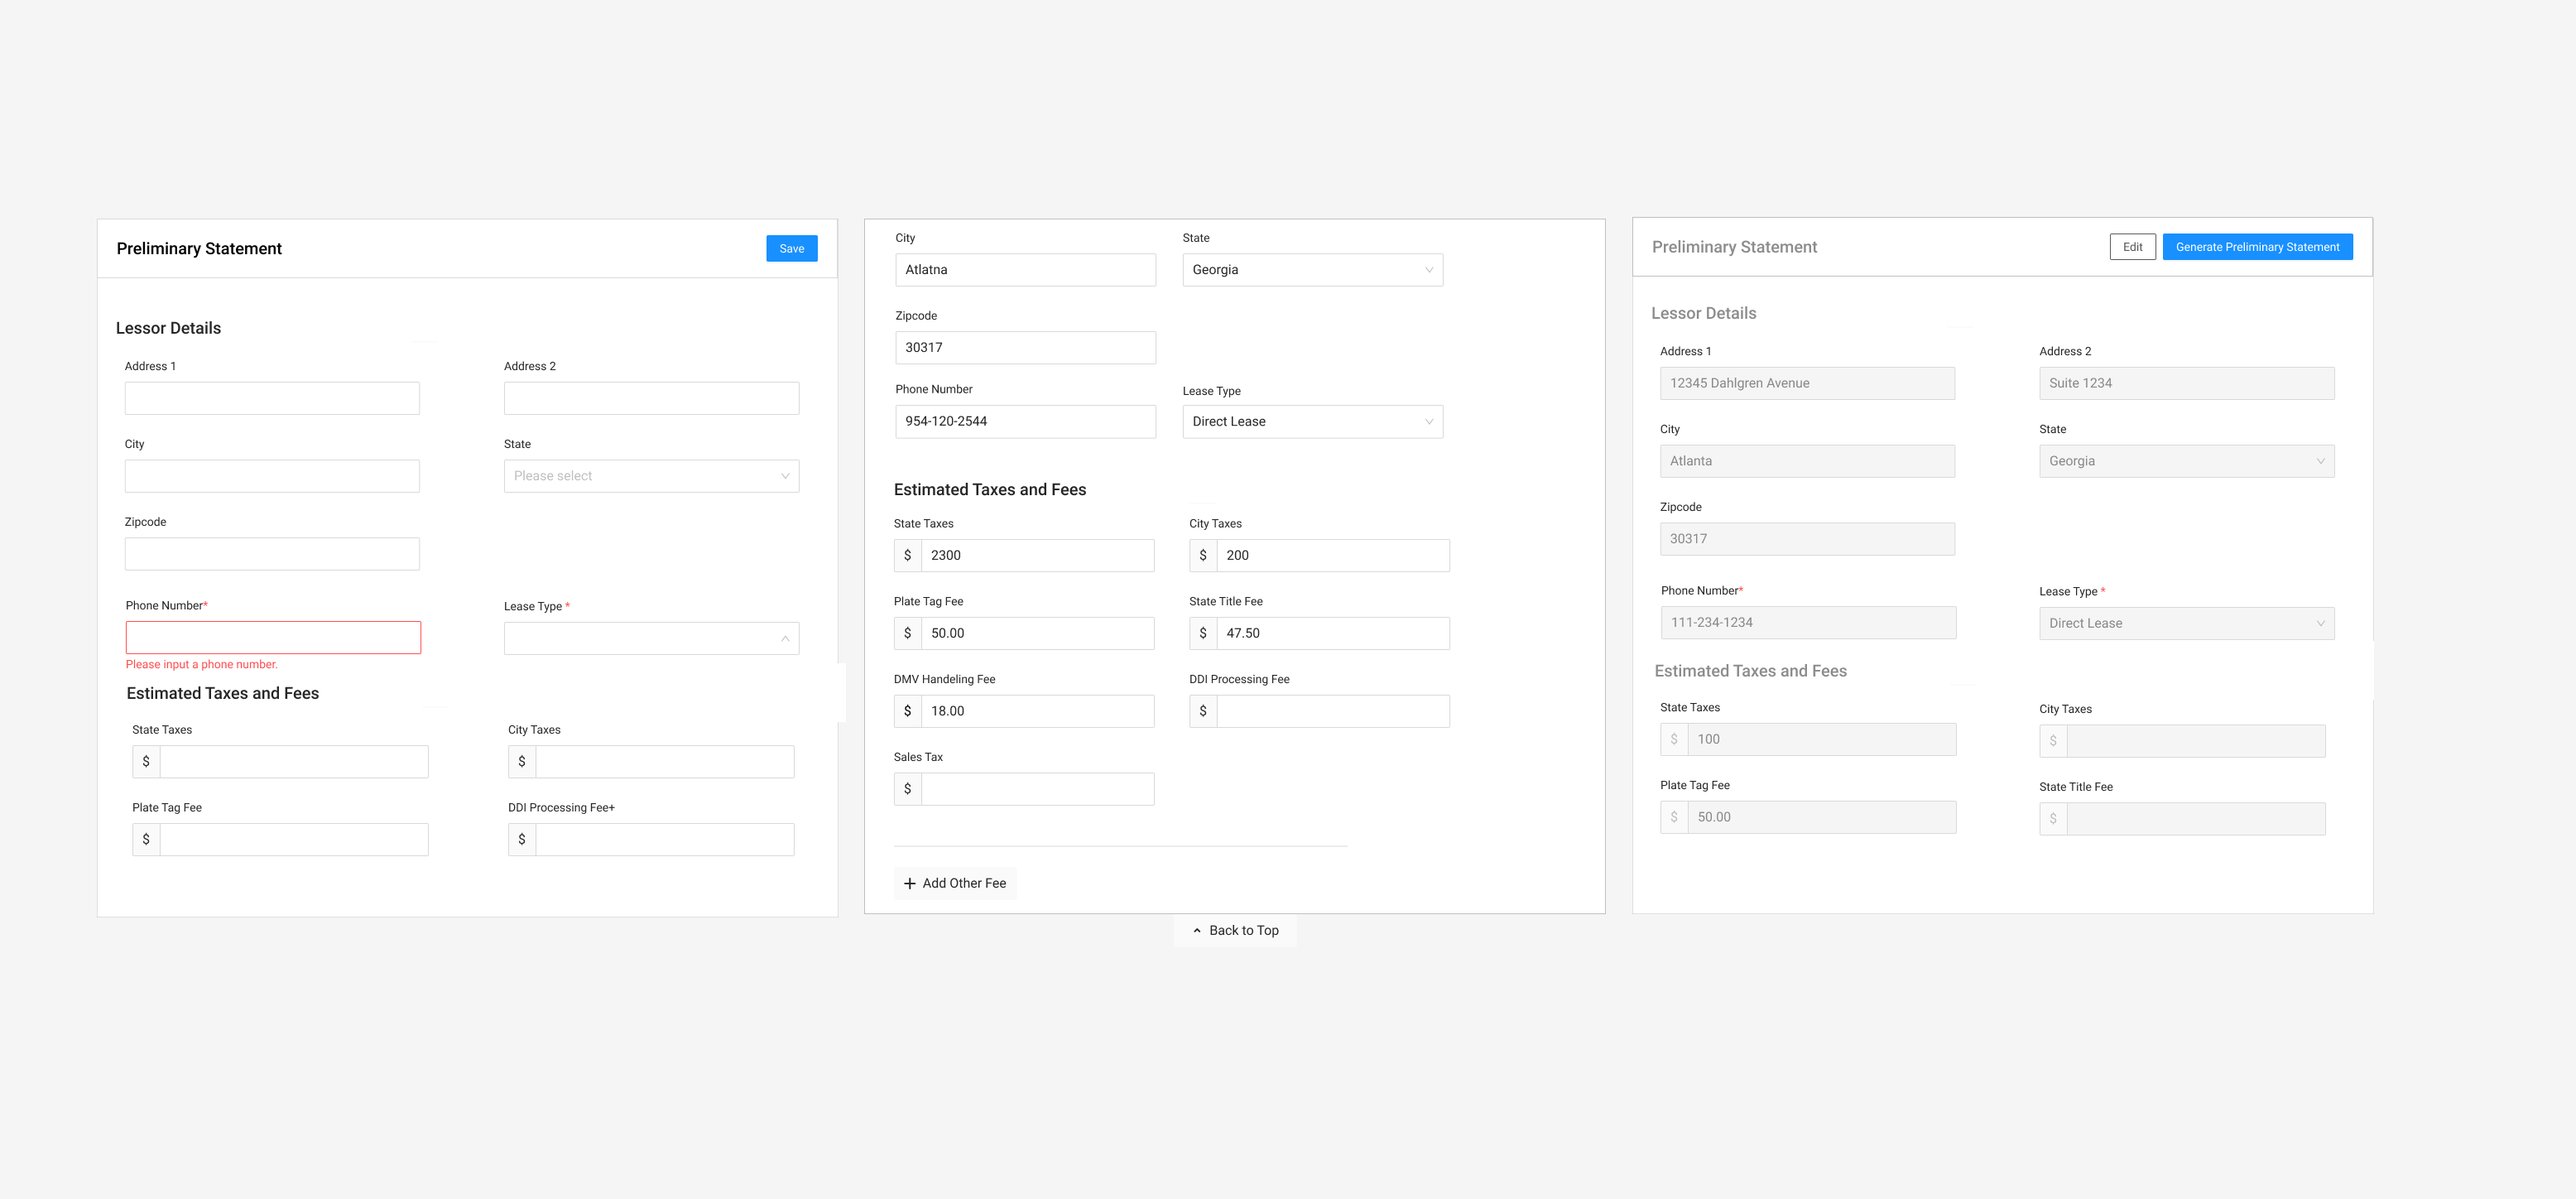 Preliminary Statement
Save
Lessor Details
Address 1
Address 2
City
State
Please select
Zipcode
Phone Number*
Lease Type *
Please input a phone number.
Estimated Taxes and Fees
State Taxes
City Taxes
$
$
Plate Tag Fee
DDI Processing Fee+
$
$
City
State
Atlatna
Georgia
Zipcode
30317
Phone Number
Lease Type
954-120-2544
Direct Lease
Estimated Taxes and Fees
State Taxes
City Taxes
$ 2300
$ 200
Plate Tag Fee
State Title Fee
$ 50.00
$ 47.50
DMV Handeling Fee
DDI Processing Fee
$ 18.00
$
Sales Tax
$
+ Add Other Fee
Back to Top
Preliminary Statement
Edit
Generate Preliminary Statement
Lessor Details
Address 1
Address 2
12345 Dahlgren Avenue
Suite 1234
City
State
Atlanta
Georgia
Zipcode
30317
Phone Number*
Lease Type *
111-234-1234
Direct Lease
Estimated Taxes and Fees
State Taxes
City Taxes
$ 100
$
Plate Tag Fee
State Title Fee
$ 50.00
$